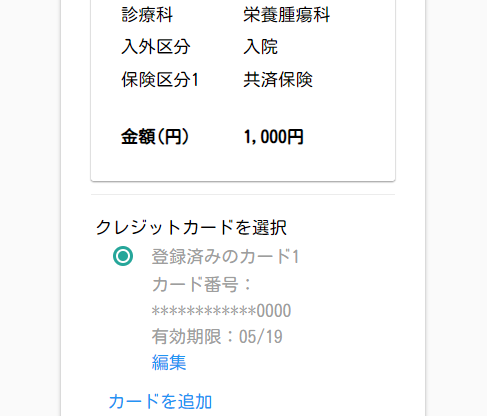 診療科 栄養腫瘍科
入外区分 入院
保険区分1 共済保険
金額(円) 1,000円
クレジットカードを選択
登録済みのカード1
カード番号：
************0000
有効期限：05/19
編集
カードを追加